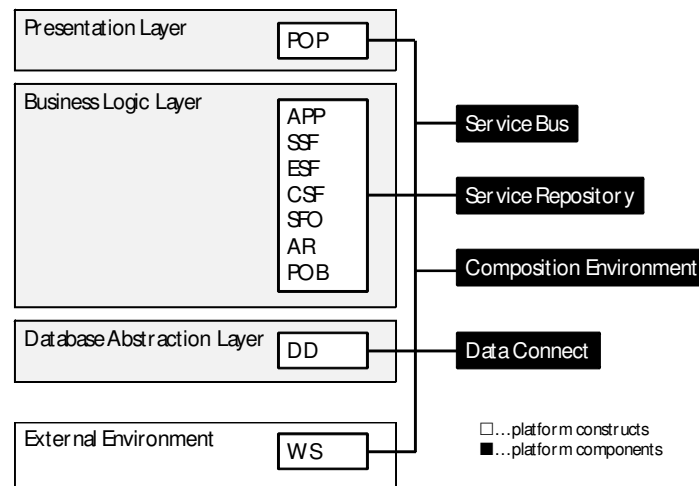 Presentation Layer
POP
Business Logic Layer
APP
SSF
ESF
CSF
SFO
AR
POB
Service Bus
Service Repository
Composition Environment
Database Abstraction Layer
DD
Data Connect
External Environment
WS
□...platform constructs
■...platform components